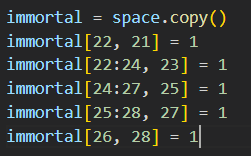 immortal = space.copy()
immortal[22, 21] = 1
immortal[22:24, 23] = 1
immortal[24:27, 25] = 1
immortal[25:28, 27] = 1
immortal[26, 28] = 1